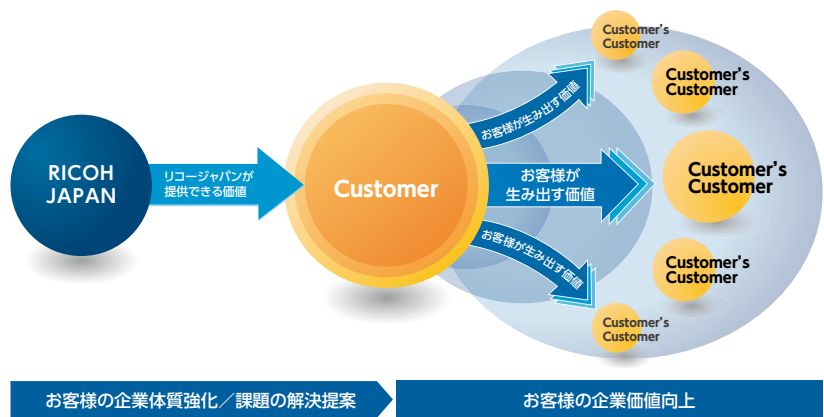 RICOH
JAPAN
リコージャパンが
提供できる価値
Customer
お客様が生み出す価値
お客様が
生み出す価値
お客様が生み出す価値
Customer's
Customer
Customer's
Customer
Customer's
Customer
Customer's
Customer
Customer's
Customer
お客様の企業体質強化／課題の解決提案
お客様の企業価値向上